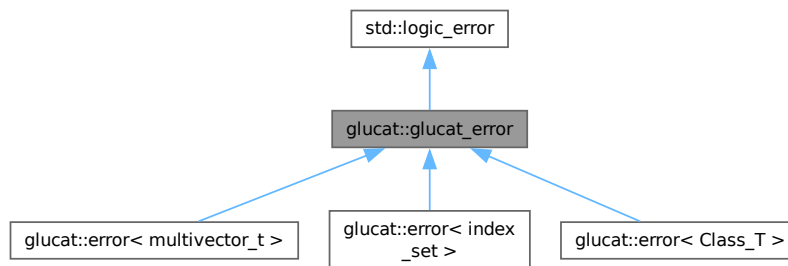 std::logic_error
glucat::glucat_error
glucat::error< multivector_t >
glucat::error< index
_set >
glucat::error< Class_T >